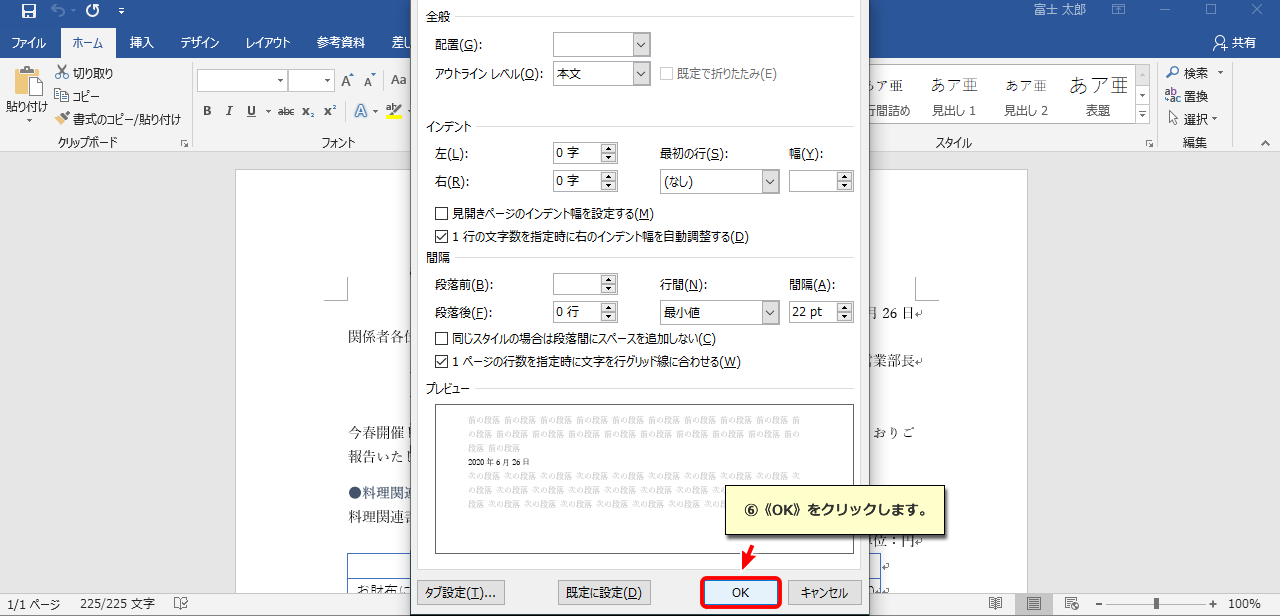 富士 太郎
ファイル ホーム 挿入 デザイン レイアウト 参考資料 差し 共有
貼り付け
切り取り
コピー
書式のコピー/貼り付け
クリップボード
B I U abc x₂ x² A ab
A A Aa
フォント
あア亜 あア亜 あア亜 あア亜
行間詰め 見出し 1 見出し 2 表題
スタイル
検索
置換
選択
編集
全般
配置(G):
アウトライン レベル(O): 本文 既定で折りたたみ(E)
インデント
左(L): 0 字 最初の行(S): 幅(Y):
右(R): 0 字 (なし)
見開きページのインデント幅を設定する(M)
1 行の文字数を指定時に右のインデント幅を自動調整する(D)
間隔
段落前(B): 行間(N): 間隔(A):
段落後(F): 0 行 最小値 22 pt
同じスタイルの場合は段落間にスペースを追加しない(C)
1 ページの行数を指定時に文字を行グリッド線に合わせる(W)
プレビュー
前の段落 前の段落 前の段落 前の段落 前の段落 前の段落 前の段落 前の段落 前の段落 前
の段落 前の段落 前の段落 前の段落 前の段落 前の段落 前の段落 前の段落 前の段落 前の
段落 前の段落
2020 年 6 月 26 日
次の段落 次の段落 次の段落 次の段落 次の段落 次の段落 次の段落 次の段落 次の段落 次
の段落 次の段落 次の段落 次の段落 次の段落 次の段落 次の
段落 次の段落 次の段落 次の段落 次の段落 次の段落 次の段落
⑥《OK》をクリックします。
タブ設定(T)... 既定に設定(D) OK キャンセル
月 26 日
関係者各位
営業部長
今春開催 おりご
報告いたし
●料理関連
料理関連書
単位：円
お財布に
1/1 ページ 225/225 文字 100%